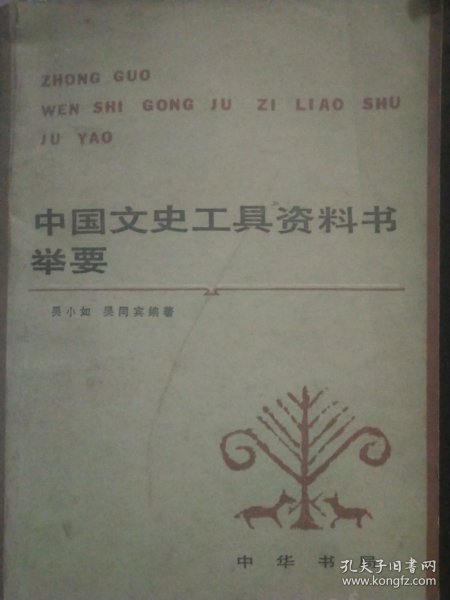 ZHONG GUO
WEN SHI GONG JU ZI LIAO SHU
JU YAO
中国文史工具资料书
举要
吴小如 吴同宾编著
中华书局
孔夫子旧书网
www.kongfz.com